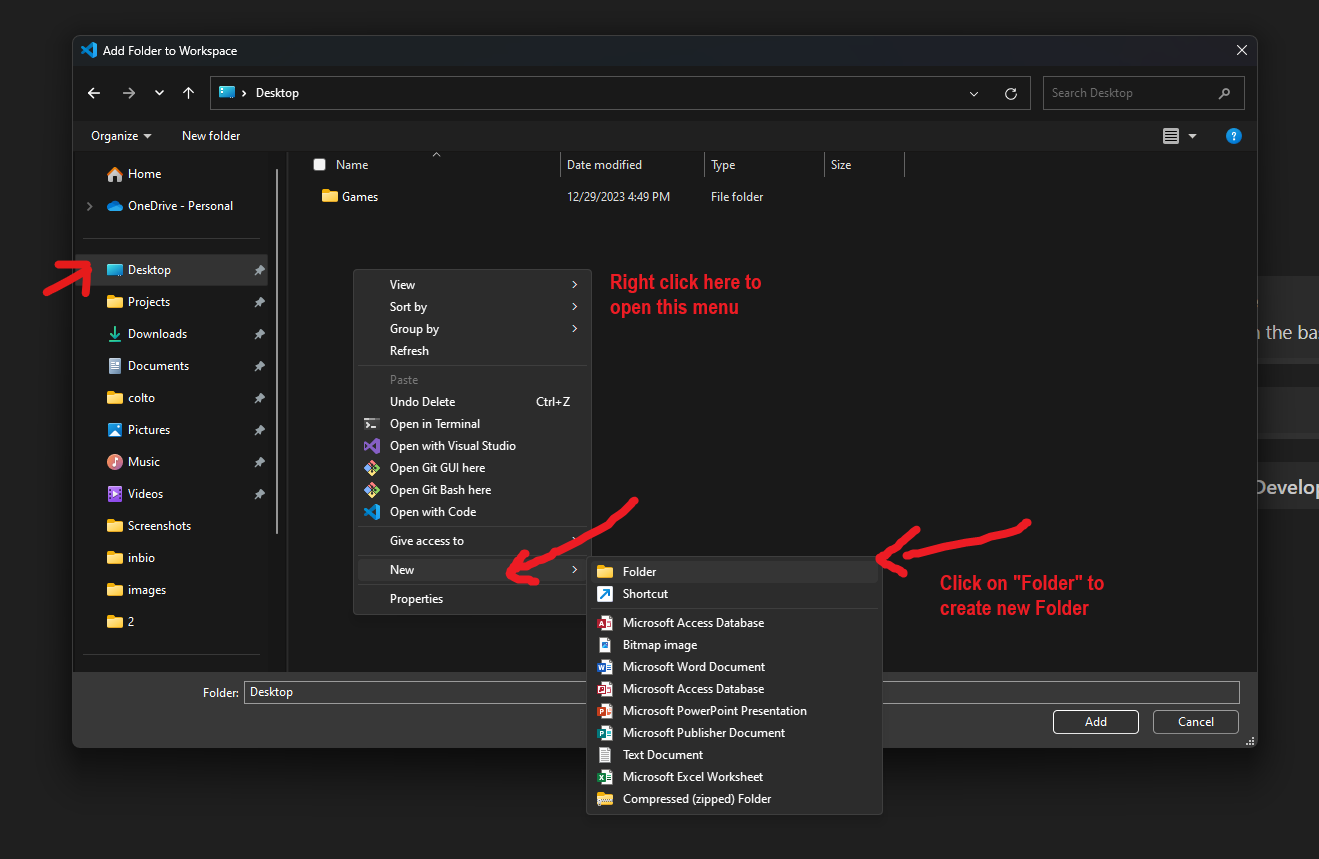 Add Folder to Workspace
Desktop
Search Desktop
Organize
New folder
Name
Date modified
Type
Size
Games
12/29/2023 4:49 PM
File folder
Home
OneDrive - Personal
Desktop
Projects
Downloads
Documents
colto
Pictures
Music
Videos
Screenshots
inbio
images
2
View
Sort by
Group by
Refresh
Paste
Undo Delete
Ctrl+Z
Open in Terminal
Open with Visual Studio
Open Git GUI here
Open Git Bash here
Open with Code
Give access to
New
Properties
Right click here to
open this menu
Folder
Shortcut
Microsoft Access Database
Bitmap image
Microsoft Word Document
Microsoft Access Database
Microsoft PowerPoint Presentation
Microsoft Publisher Document
Text Document
Microsoft Excel Worksheet
Compressed (zipped) Folder
Click on "Folder" to
create new Folder
Folder:
Desktop
Add
Cancel
the
Develop